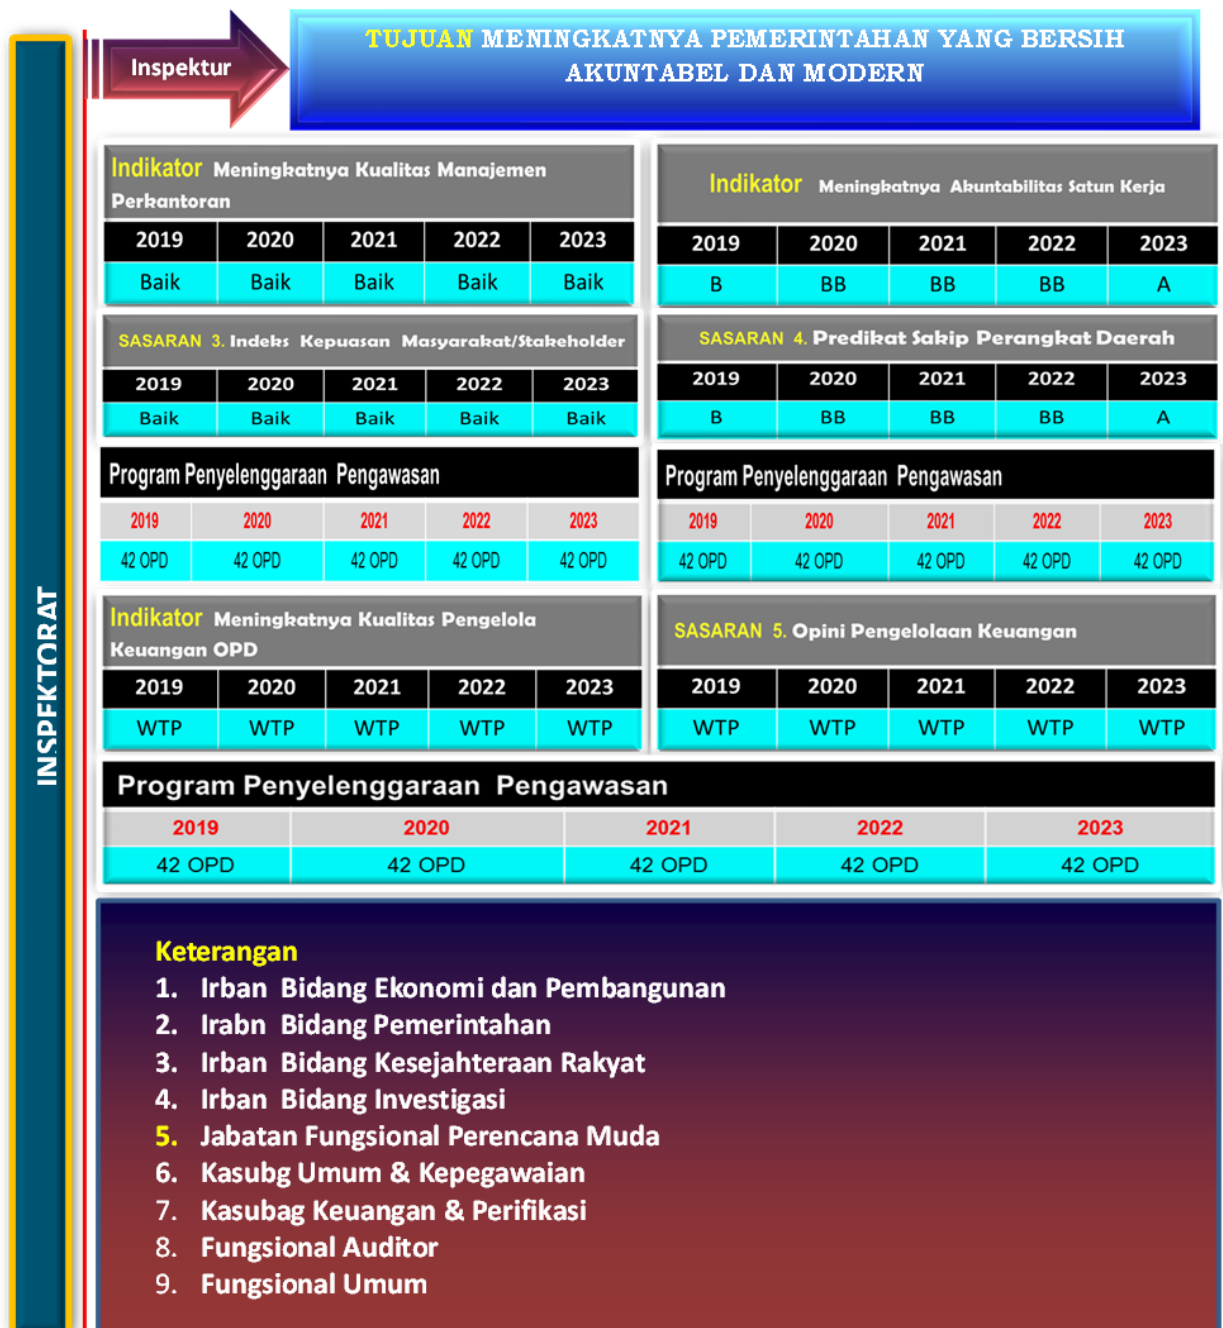 INSPEKTORAT
Inspektur
TUJUAN MENINGKATNYA PEMERINTAHAN YANG BERSIH
AKUNTABEL DAN MODERN
Indikator Meningkatnya Kualitas Manajemen
Perkantoran
2019 2020 2021 2022 2023
Baik Baik Baik Baik Baik
Indikator Meningkatnya Akuntabilitas Satun Kerja
2019 2020 2021 2022 2023
B BB BB BB A
SASARAN 3. Indeks Kepuasan Masyarakat/Stakeholder
2019 2020 2021 2022 2023
Baik Baik Baik Baik Baik
SASARAN 4. Predikat Sakip Perangkat Daerah
2019 2020 2021 2022 2023
B BB BB BB A
Program Penyelenggaraan Pengawasan
2019 2020 2021 2022 2023
42 OPD 42 OPD 42 OPD 42 OPD 42 OPD
Program Penyelenggaraan Pengawasan
2019 2020 2021 2022 2023
42 OPD 42 OPD 42 OPD 42 OPD 42 OPD
Indikator Meningkatnya Kualitas Pengelola
Keuangan OPD
2019 2020 2021 2022 2023
WTP WTP WTP WTP WTP
SASARAN 5. Opini Pengelolaan Keuangan
2019 2020 2021 2022 2023
WTP WTP WTP WTP WTP
Program Penyelenggaraan Pengawasan
2019 2020 2021 2022 2023
42 OPD 42 OPD 42 OPD 42 OPD 42 OPD
Keterangan
1. Irban Bidang Ekonomi dan Pembangunan
2. Irabn Bidang Pemerintahan
3. Irban Bidang Kesejahteraan Rakyat
4. Irban Bidang Investigasi
5. Jabatan Fungsional Perencana Muda
6. Kasubg Umum & Kepegawaian
7. Kasubag Keuangan & Perifikasi
8. Fungsional Auditor
9. Fungsional Umum